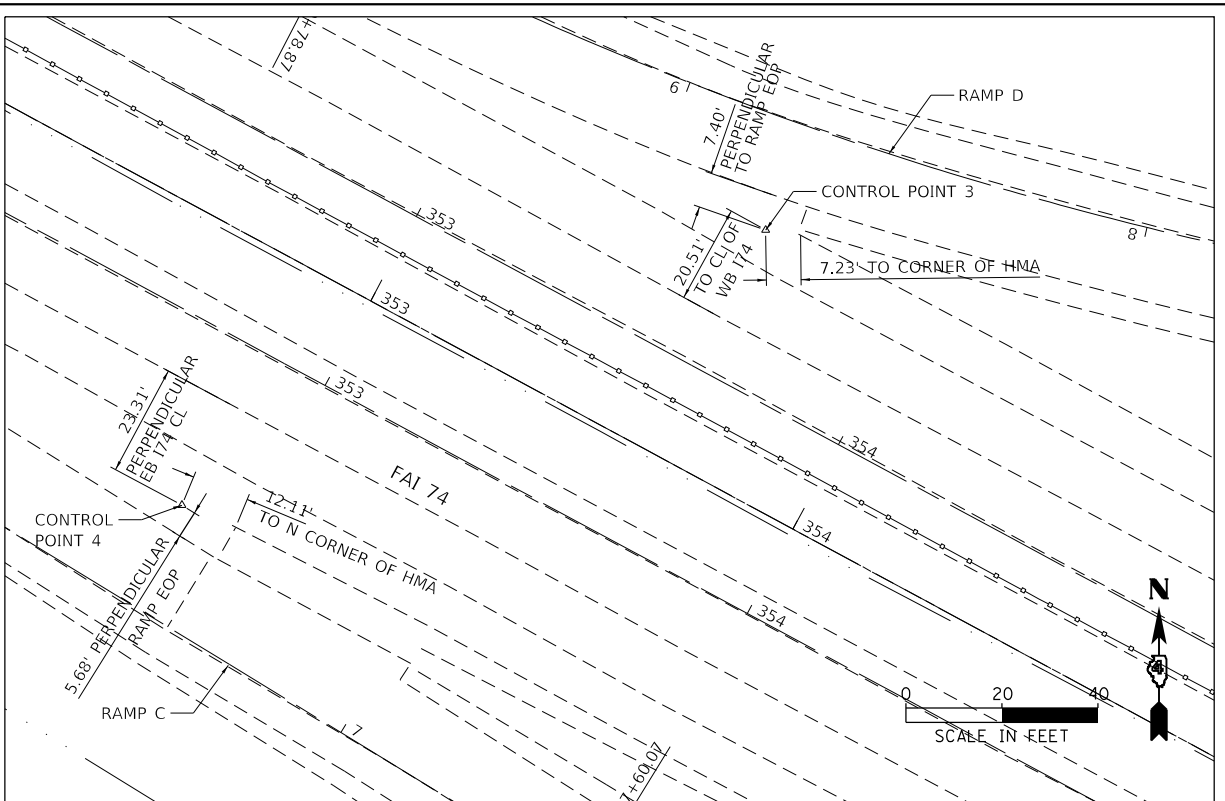 +78.87
6
RAMP D
7.40'
PERPENDICULAR
TO RAMP EOP
CONTROL POINT 3
353
8
20.51'
TO CL OF
WB I74
7.23' TO CORNER OF HMA
353
353
23.31'
PERPENDICULAR
EB I74 CL
354
FAI 74
12.11'
TO N CORNER OF HMA
CONTROL
POINT 4
354
5.68' PERPENDICULAR
RAMP EOP
N
354
4
0 20 40
SCALE IN FEET
RAMP C
7
7+60.07